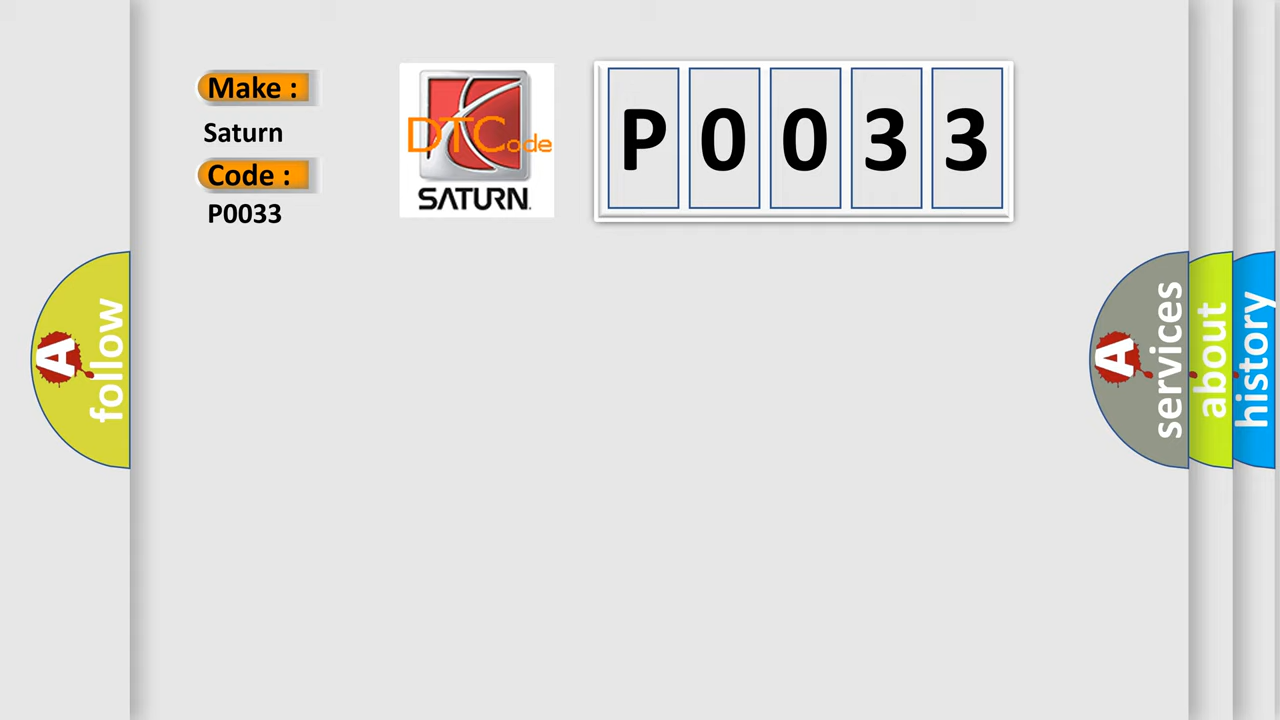 Make :
Saturn
Code :
P0033
DTCode
SATURN.
P0033
A follow
A services
about
history